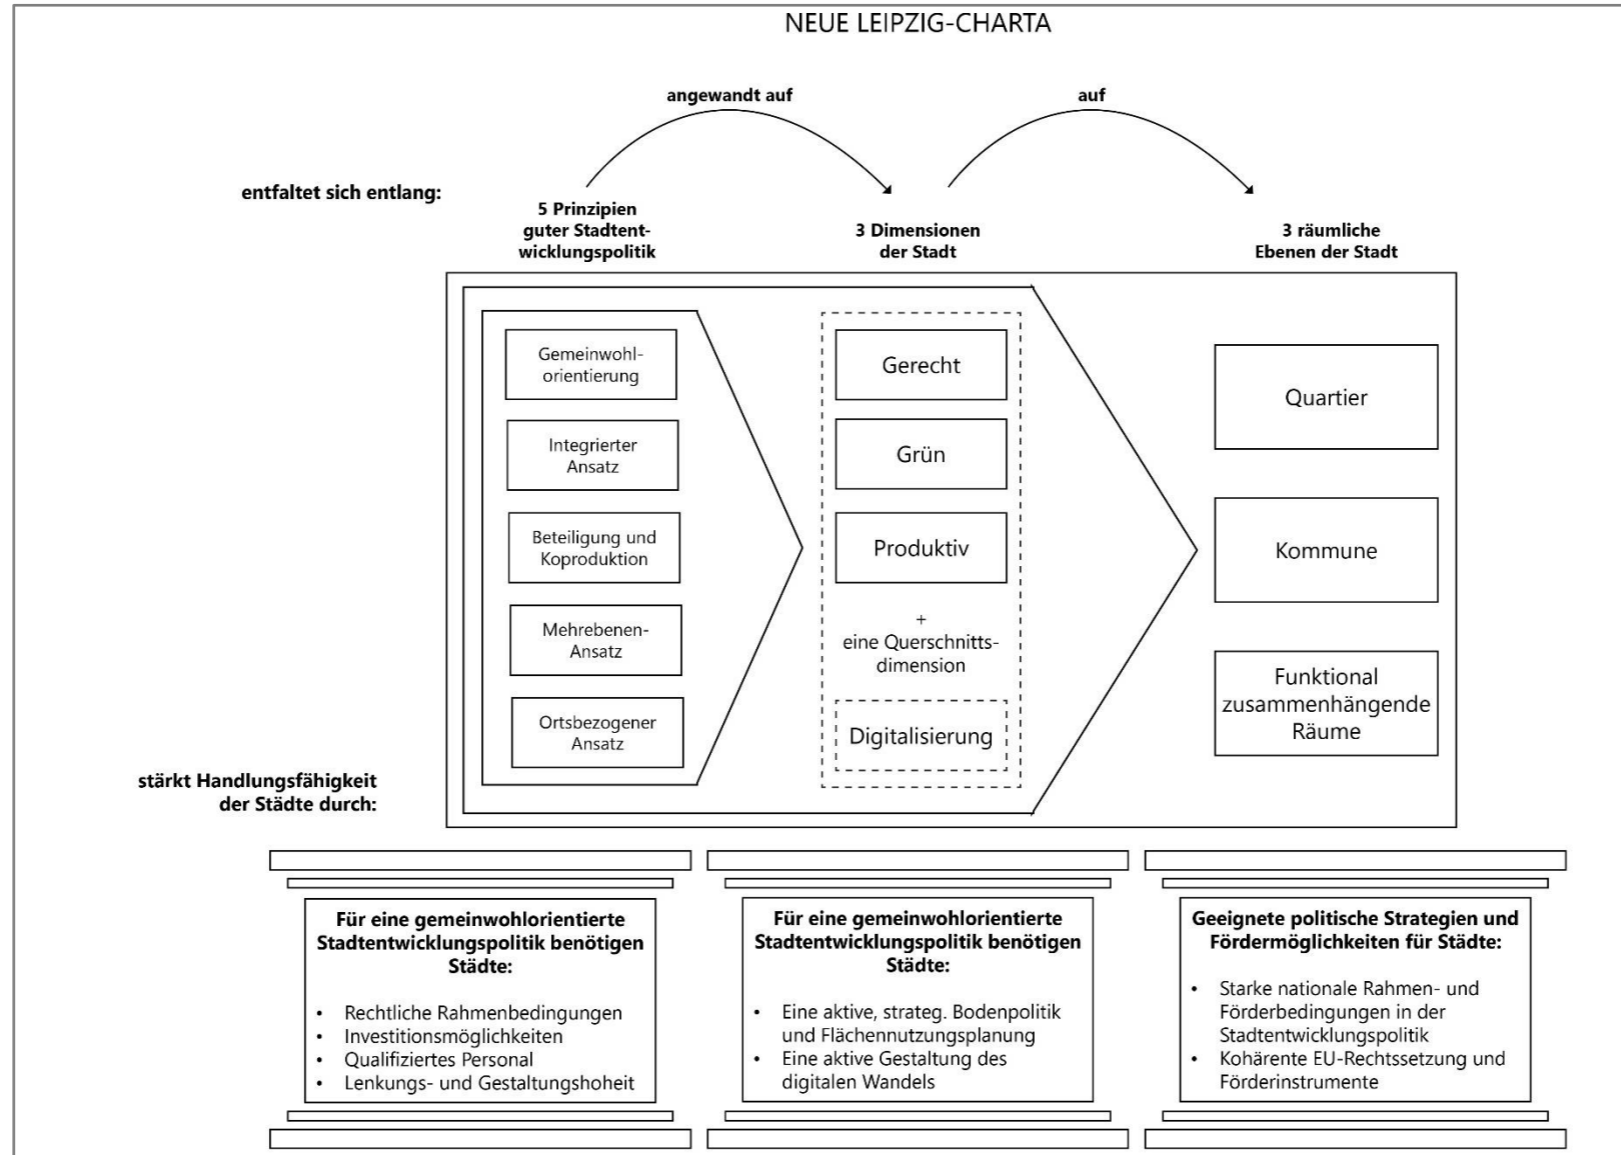 NEUE LEIPZIG-CHARTA
angewandt auf
auf
entfaltet sich entlang:
5 Prinzipien
guter Stadtent-
wicklungspolitik
3 Dimensionen
der Stadt
3 räumliche
Ebenen der Stadt
Gemeinwohl-
orientierung
Integrierter
Ansatz
Beteiligung und
Koproduktion
Mehrebenen-
Ansatz
Ortsbezogener
Ansatz
Gerecht
Grün
Produktiv
+
eine Querschnitts-
dimension
Digitalisierung
Quartier
Kommune
Funktional
zusammenhängende
Räume
stärkt Handlungsfähigkeit
der Städte durch:
Für eine gemeinwohlorientierte
Stadtentwicklungspolitik benötigen
Städte:
• Rechtliche Rahmenbedingungen
• Investitionsmöglichkeiten
• Qualifiziertes Personal
• Lenkungs- und Gestaltungshoheit
Für eine gemeinwohlorientierte
Stadtentwicklungspolitik benötigen
Städte:
• Eine aktive, strateg. Bodenpolitik
und Flächennutzungsplanung
• Eine aktive Gestaltung des
digitalen Wandels
Geeignete politische Strategien und
Fördermöglichkeiten für Städte:
• Starke nationale Rahmen- und
Förderbedingungen in der
Stadtentwicklungspolitik
• Kohärente EU-Rechtssetzung und
Förderinstrumente